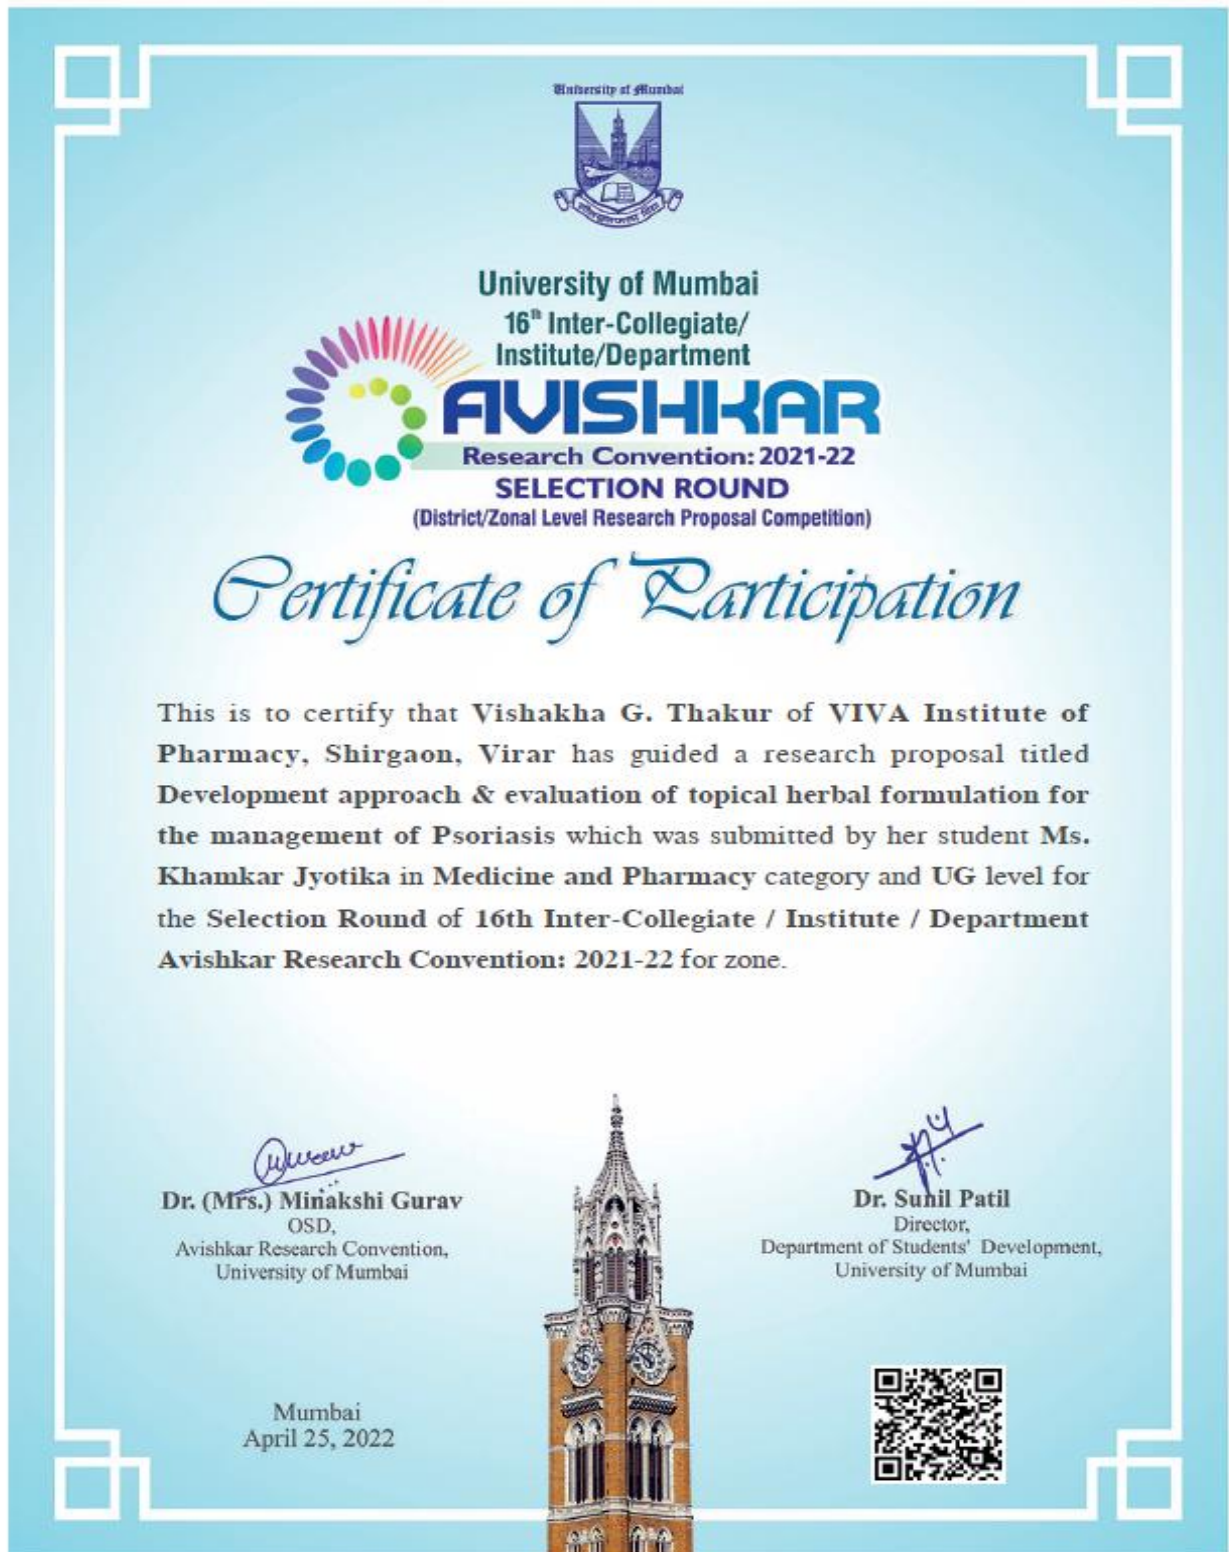 University of Mumbai
University of Mumbai
16th Inter-Collegiate/
Institute/Department
AVISHKAR
Research Convention: 2021-22
SELECTION ROUND
(District/Zonal Level Research Proposal Competition)
Certificate of Participation
This is to certify that Vishakha G. Thakur of VIVA Institute of
Pharmacy, Shirgaon, Virar has guided a research proposal titled
Development approach & evaluation of topical herbal formulation for
the management of Psoriasis which was submitted by her student Ms.
Khamkar Jyotika in Medicine and Pharmacy category and UG level for
the Selection Round of 16th Inter-Collegiate / Institute / Department
Avishkar Research Convention: 2021-22 for zone.
Dr. (Mrs.) Minakshi Gurav
OSD,
Avishkar Research Convention,
University of Mumbai
Dr. Sunil Patil
Director,
Department of Students' Development,
University of Mumbai
Mumbai
April 25, 2022